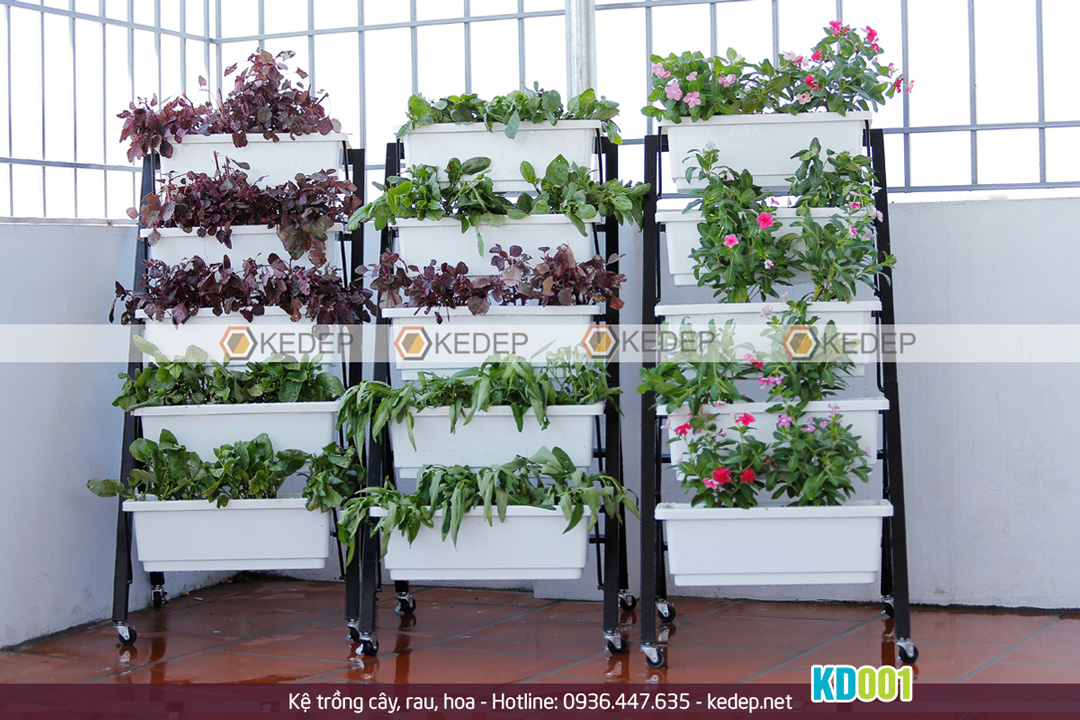 KEDEP KEDEP KEDEP KEDEP
KD001
Kệ trồng cây, rau, hoa - Hotline: 0936.447.635 - kedep.net